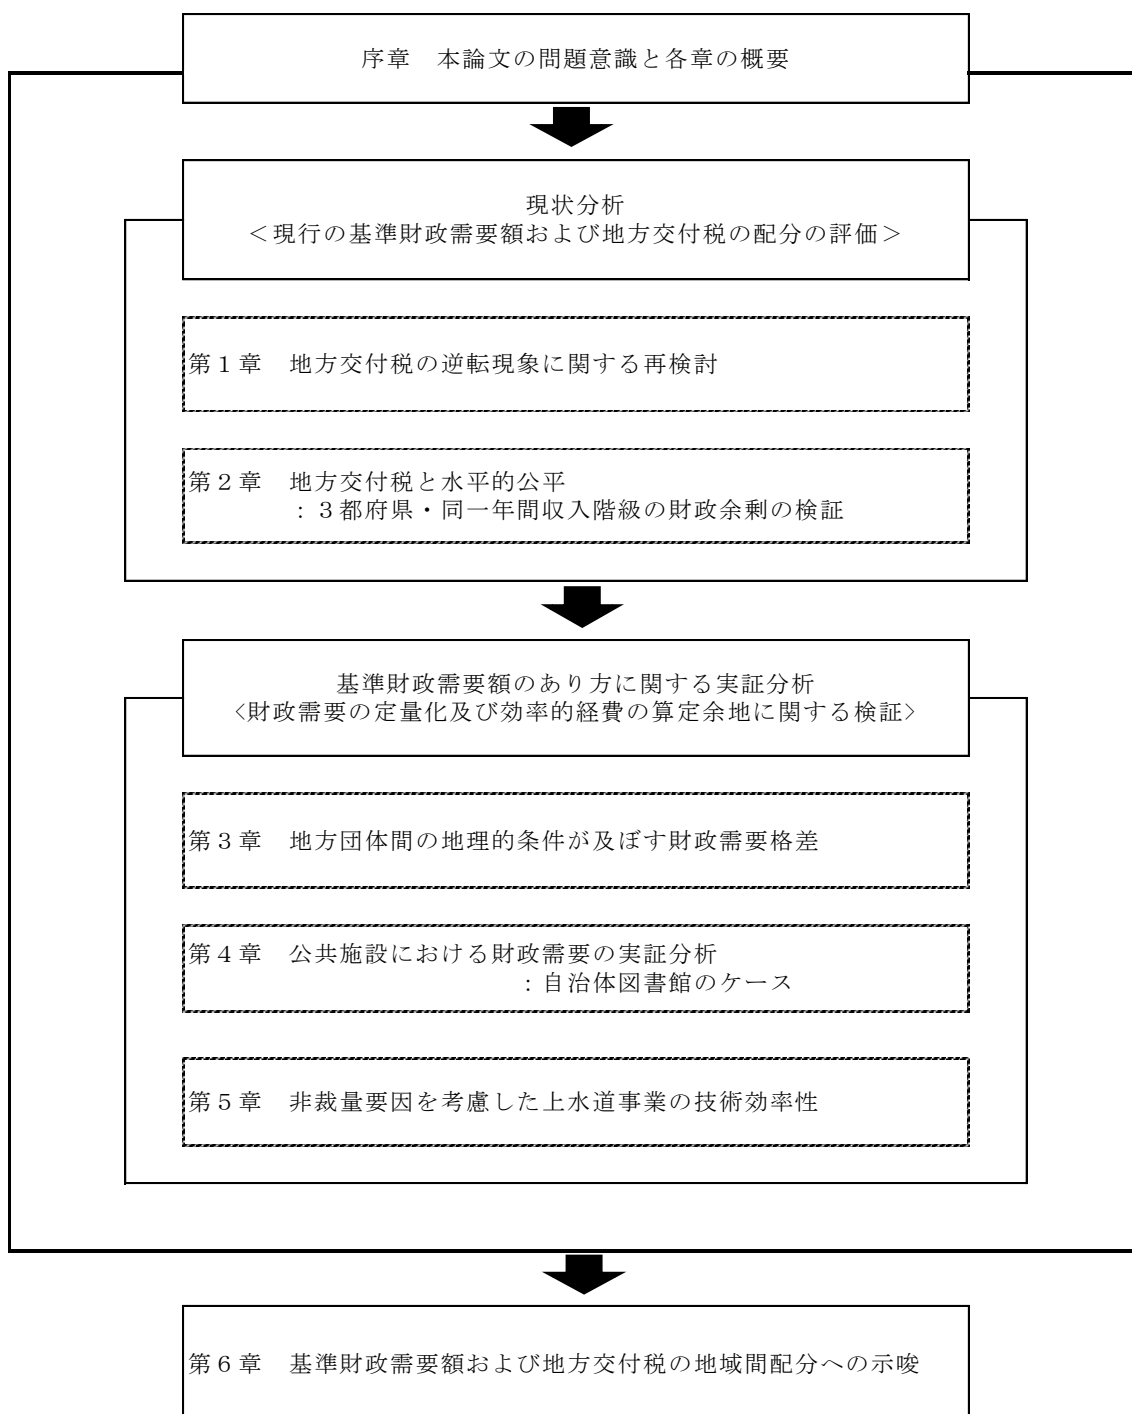 序章　本論文の問題意識と各章の概要
現状分析
＜現行の基準財政需要額および地方交付税の配分の評価＞
第１章　地方交付税の逆転現象に関する再検討
第２章　地方交付税と水平的公平
：３都府県・同一年間収入階級の財政余剰の検証
基準財政需要額のあり方に関する実証分析
〈財政需要の定量化及び効率的経費の算定余地に関する検証〉
第３章　地方団体間の地理的条件が及ぼす財政需要格差
第４章　公共施設における財政需要の実証分析
：自治体図書館のケース
第５章　非裁量要因を考慮した上水道事業の技術効率性
第６章　基準財政需要額および地方交付税の地域間配分への示唆